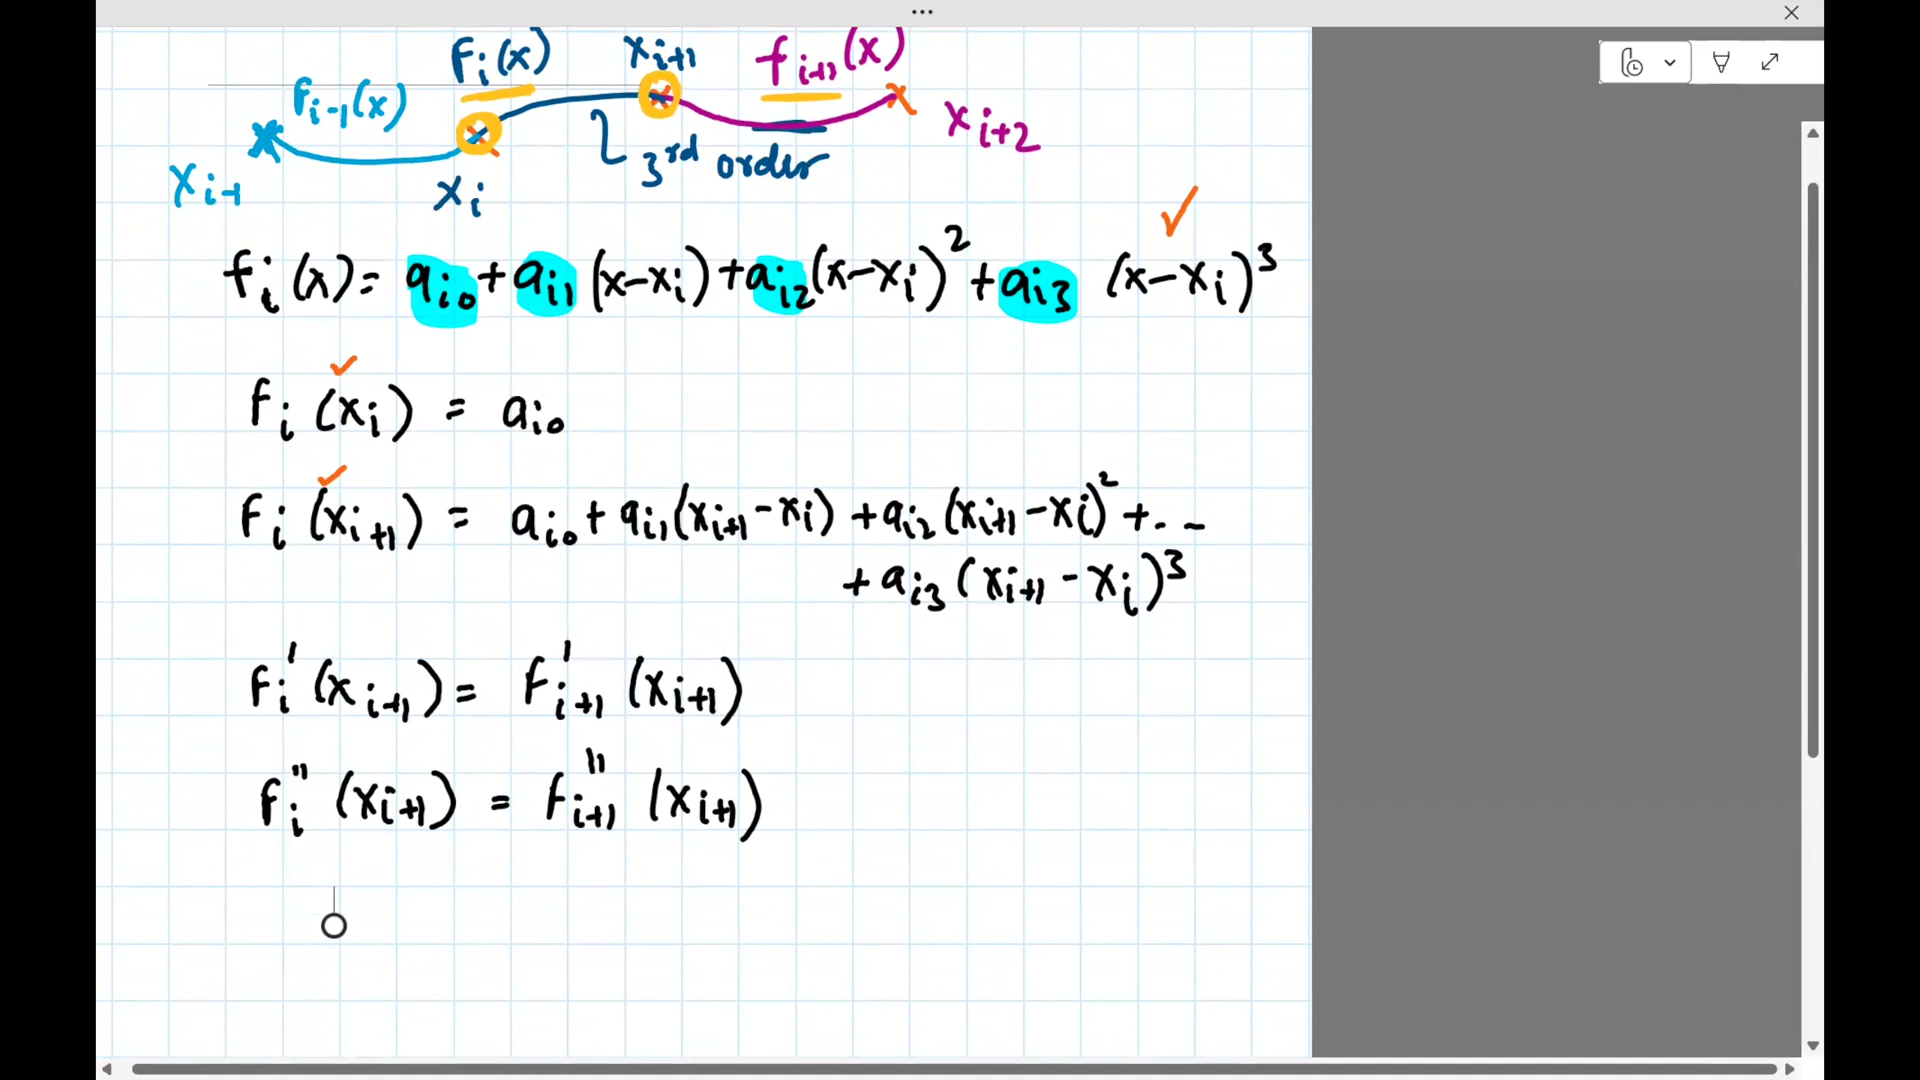 fᵢ(x) xᵢ₊₁ fᵢ₊₁(x)
fᵢ₋₁(x) xᵢ₊₂
3rd order
xᵢ₋₁ xᵢ
fᵢ(x) = aᵢ₀ + aᵢ₁(x-xᵢ) + aᵢ₂(x-xᵢ)² + aᵢ₃ (x-xᵢ)³
fᵢ(xᵢ) = aᵢ₀
fᵢ(xᵢ₊₁) = aᵢ₀ + aᵢ₁(xᵢ₊₁-xᵢ) + aᵢ₂(xᵢ₊₁-xᵢ)² + ...
+ aᵢ₃(xᵢ₊₁-xᵢ)³
fᵢ'(xᵢ₊₁) = fᵢ₊₁'(xᵢ₊₁)
fᵢ''(xᵢ₊₁) = fᵢ₊₁''(xᵢ₊₁)